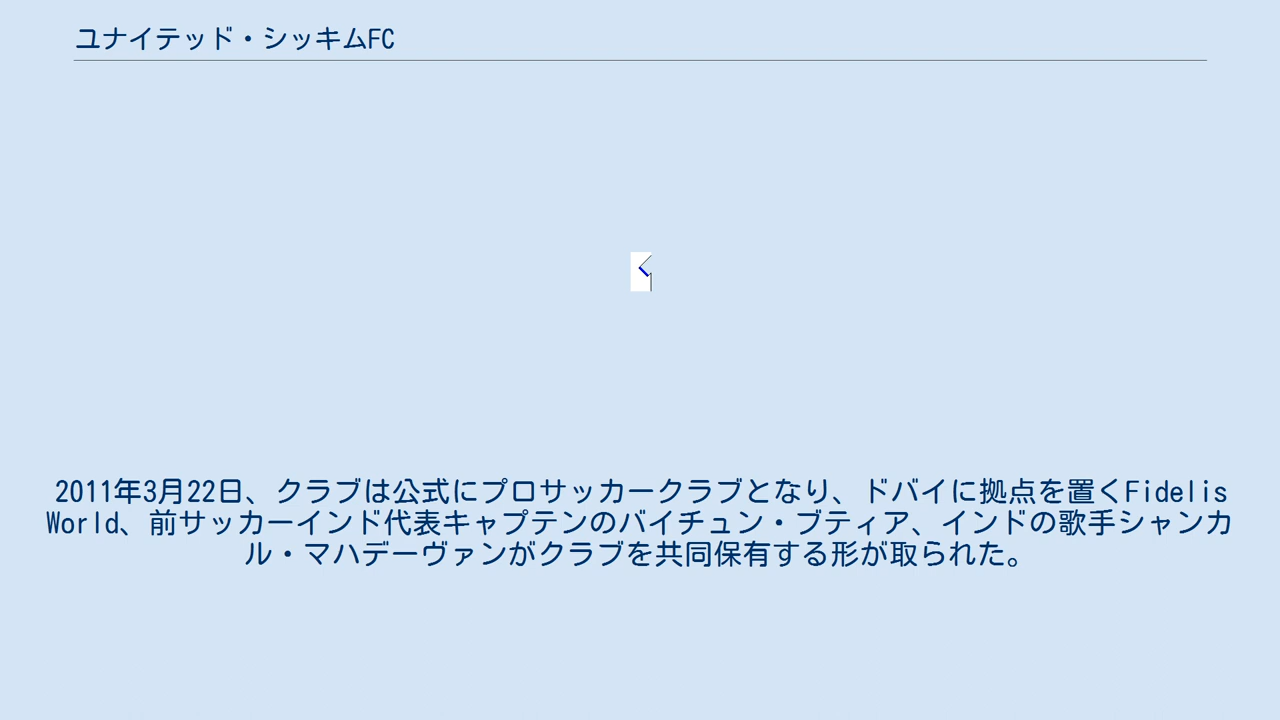 ユナイテッド・シッキムFC
2011年3月22日、クラブは公式にプロサッカークラブとなり、ドバイに拠点を置くFidelis
World、前サッカーインド代表キャプテンのバイチュン・ブティア、インドの歌手シャンカ
ル・マハデーヴァンがクラブを共同保有する形が取られた。